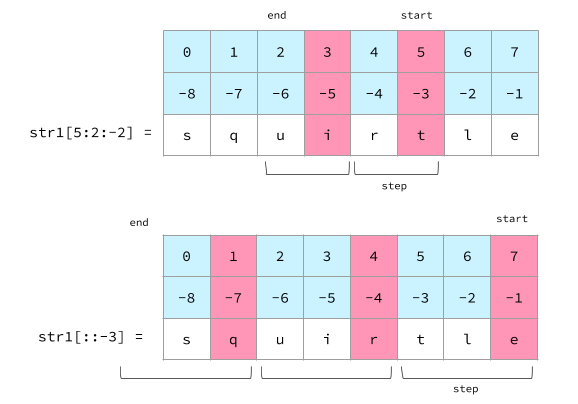 end start
0 1 2 3 4 5 6 7
-8 -7 -6 -5 -4 -3 -2 -1
str1[5:2:-2] = s q u i r t l e
step
end start
0 1 2 3 4 5 6 7
-8 -7 -6 -5 -4 -3 -2 -1
str1[::-3] = s q u i r t l e
step